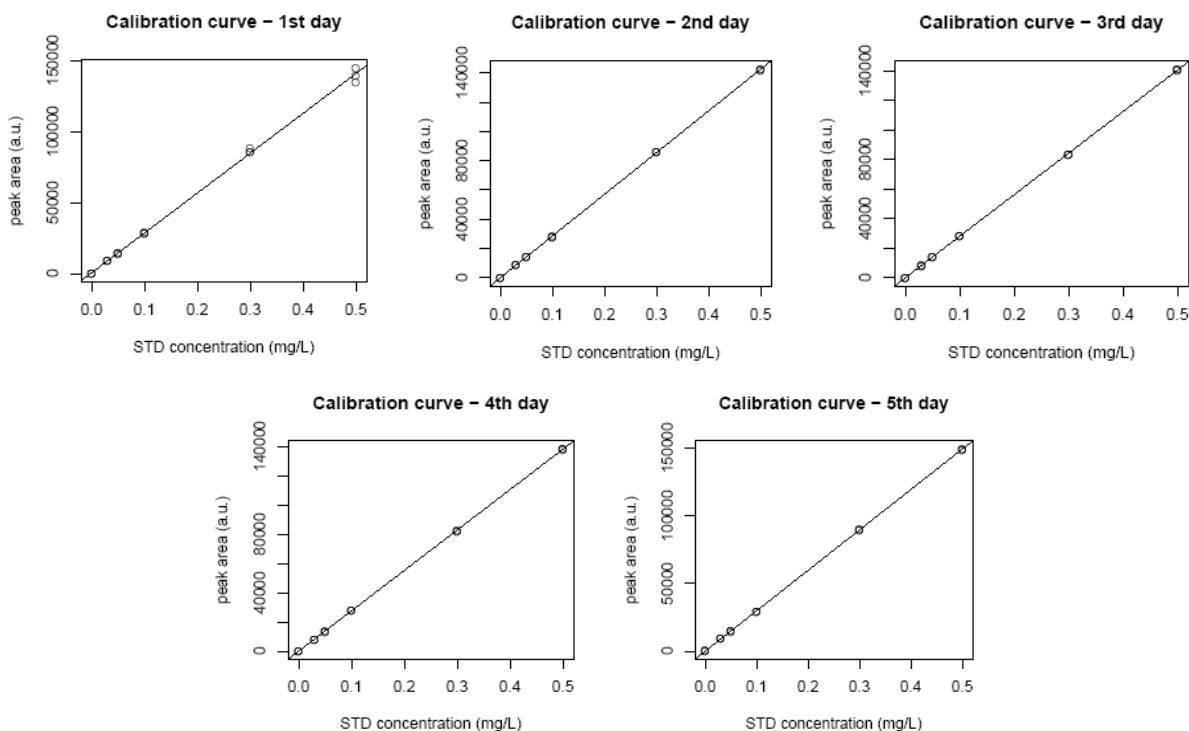 Calibration curve − 1st day
peak area (a.u.)
150000
100000
50000
0
0.0 0.1 0.2 0.3 0.4 0.5
STD concentration (mg/L)
Calibration curve − 2nd day
peak area (a.u.)
140000
80000
40000
0
0.0 0.1 0.2 0.3 0.4 0.5
STD concentration (mg/L)
Calibration curve − 3rd day
peak area (a.u.)
140000
80000
40000
0
0.0 0.1 0.2 0.3 0.4 0.5
STD concentration (mg/L)
Calibration curve − 4th day
peak area (a.u.)
140000
80000
40000
0
0.0 0.1 0.2 0.3 0.4 0.5
STD concentration (mg/L)
Calibration curve − 5th day
peak area (a.u.)
150000
100000
50000
0
0.0 0.1 0.2 0.3 0.4 0.5
STD concentration (mg/L)